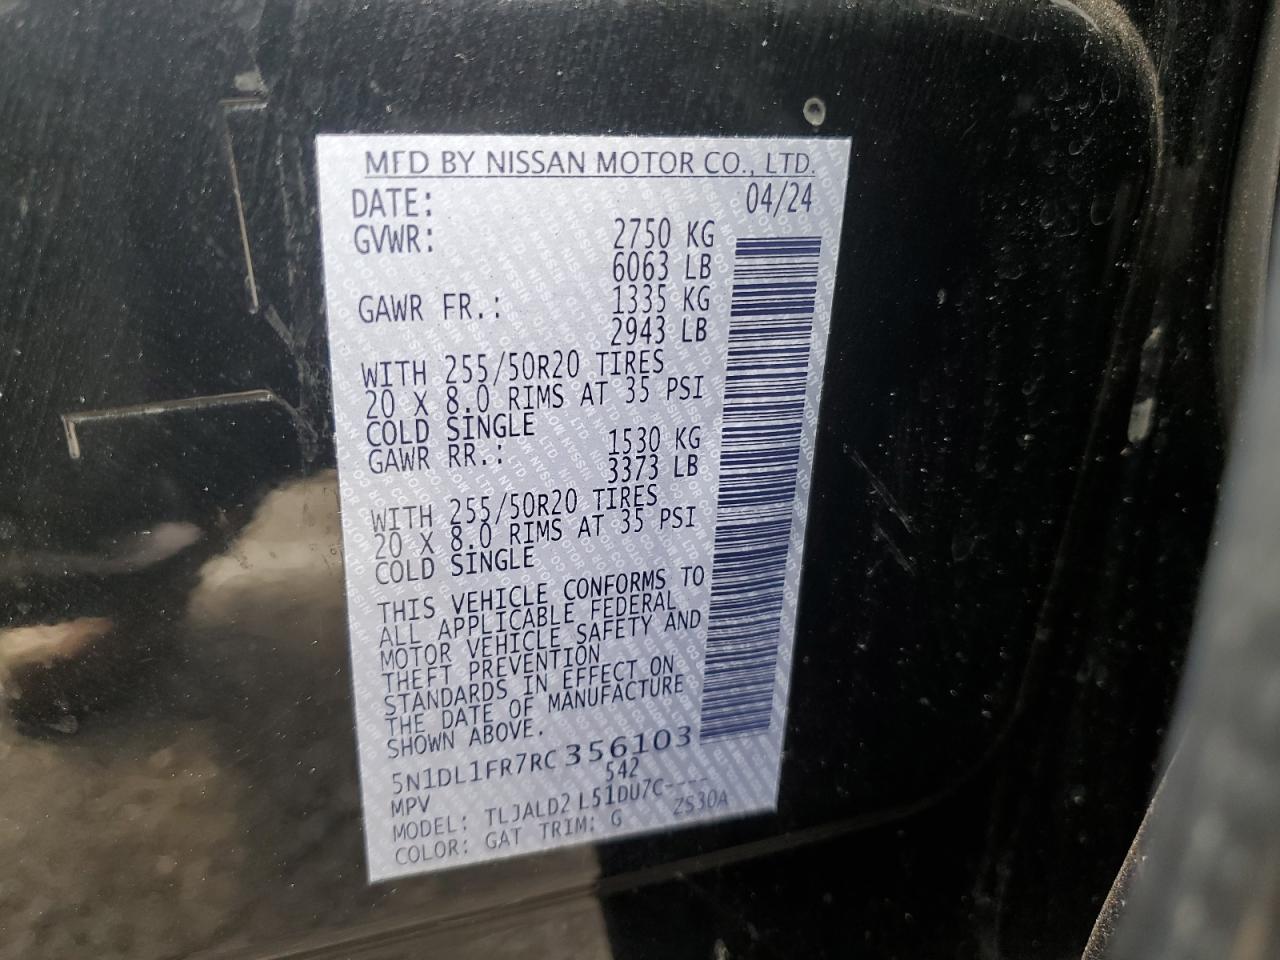 MFD BY NISSAN MOTOR CO., LTD.
DATE: 04/24
GVWR: 2750 KG
6063 LB
GAWR FR.: 1335 KG
2943 LB
WITH 255/50R20 TIRES
20 X 8.0 RIMS AT 35 PSI
COLD SINGLE
GAWR RR.: 1530 KG
3373 LB
WITH 255/50R20 TIRES
20 X 8.0 RIMS AT 35 PSI
COLD SINGLE
THIS VEHICLE CONFORMS TO
ALL APPLICABLE FEDERAL
MOTOR VEHICLE SAFETY AND
THEFT PREVENTION
STANDARDS IN EFFECT ON
THE DATE OF MANUFACTURE
SHOWN ABOVE.
5N1DL1FR7RC356103
MPV 542
MODEL: TLJALD2 L51DU7C----
COLOR: GAT TRIM: G ZS30A